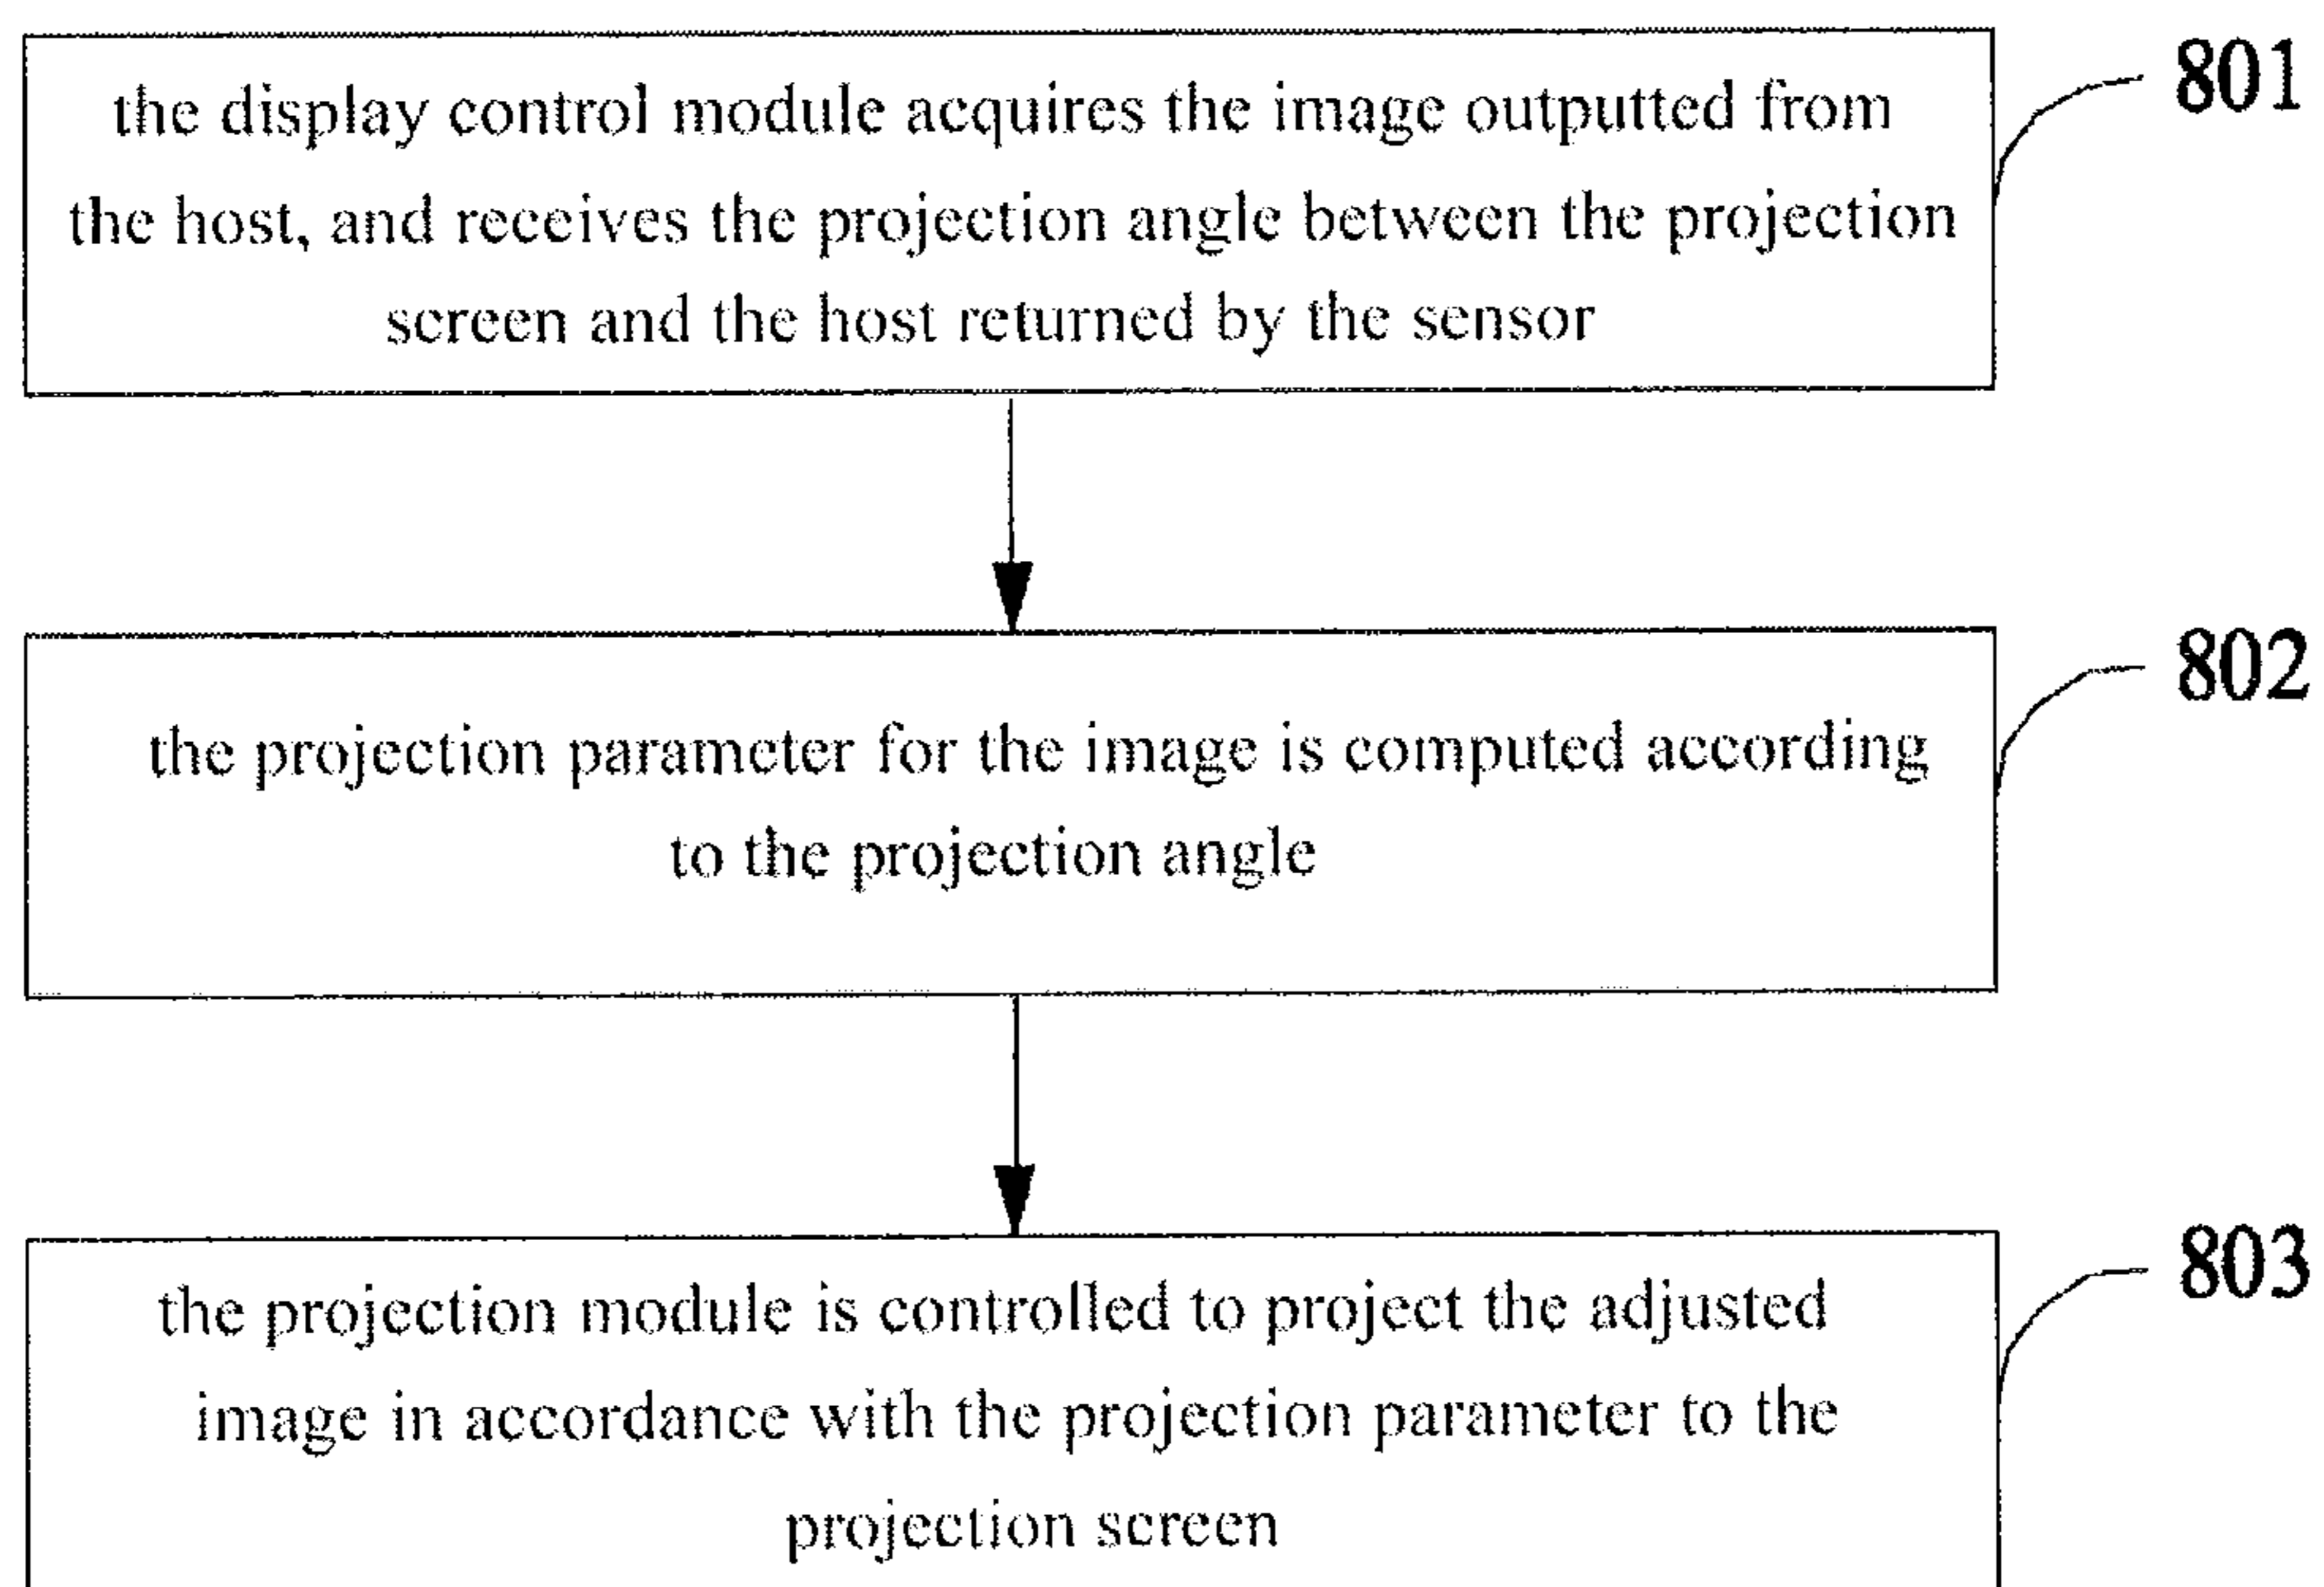 the display control module acquires the image outputted from
the host, and receives the projection angle between the projection
screen and the host returned by the sensor
801
the projection parameter for the image is computed according
to the projection angle
802
the projection module is controlled to project the adjusted
image in accordance with the projection parameter to the
projection screen
803